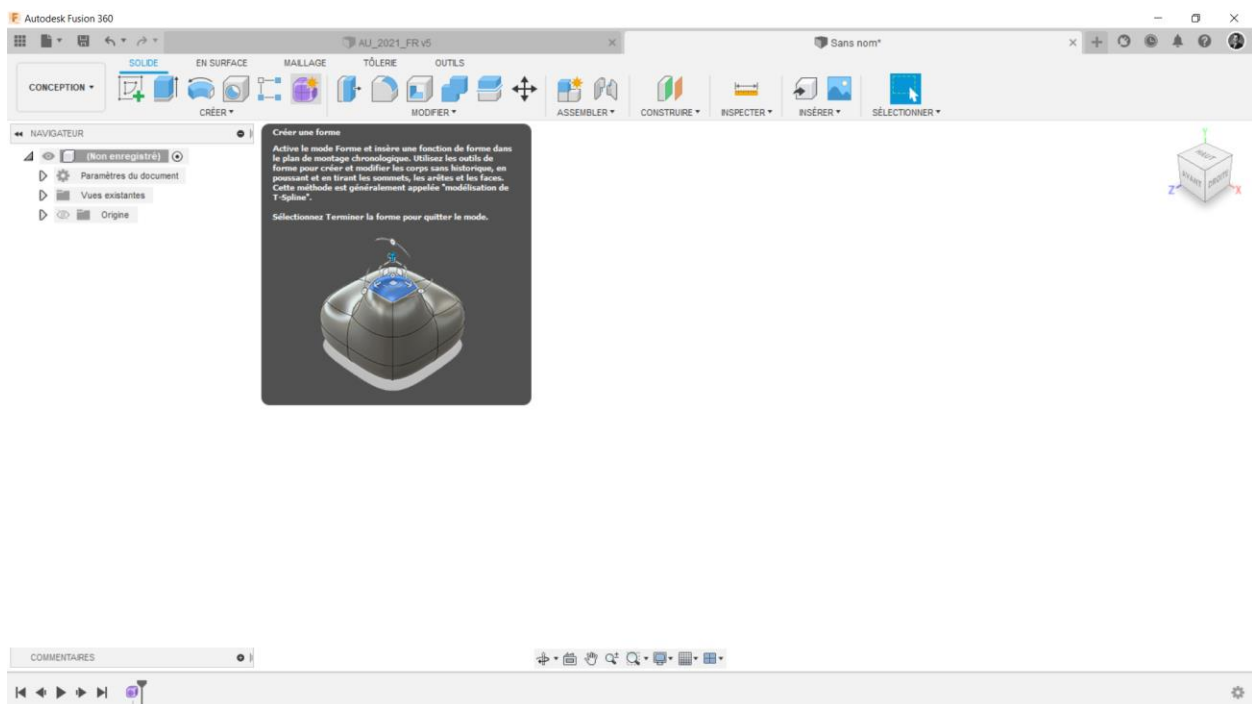 Autodesk Fusion 360
AU_2021_FR v5
Sans nom*
SOLIDE EN SURFACE MAILLAGE TÔLERIE OUTILS
CONCEPTION
CRÉER MODIFIER ASSEMBLER CONSTRUIRE INSPECTER INSÉRER SÉLECTIONNER
NAVIGATEUR
(Non enregistré)
Paramètres du document
Vues existantes
Origine
Créer une forme
Active le mode Forme et insère une fonction de forme dans
le plan de montage chronologique. Utilisez les outils de
forme pour créer et modifier les corps sans historique, en
poussant et en tirant les sommets, les arêtes et les faces.
Cette méthode est généralement appelée "modélisation de
T-Spline".
Sélectionnez Terminer la forme pour quitter le mode.
Y
HAUT
AVANT DROITE
Z X
COMMENTAIRES